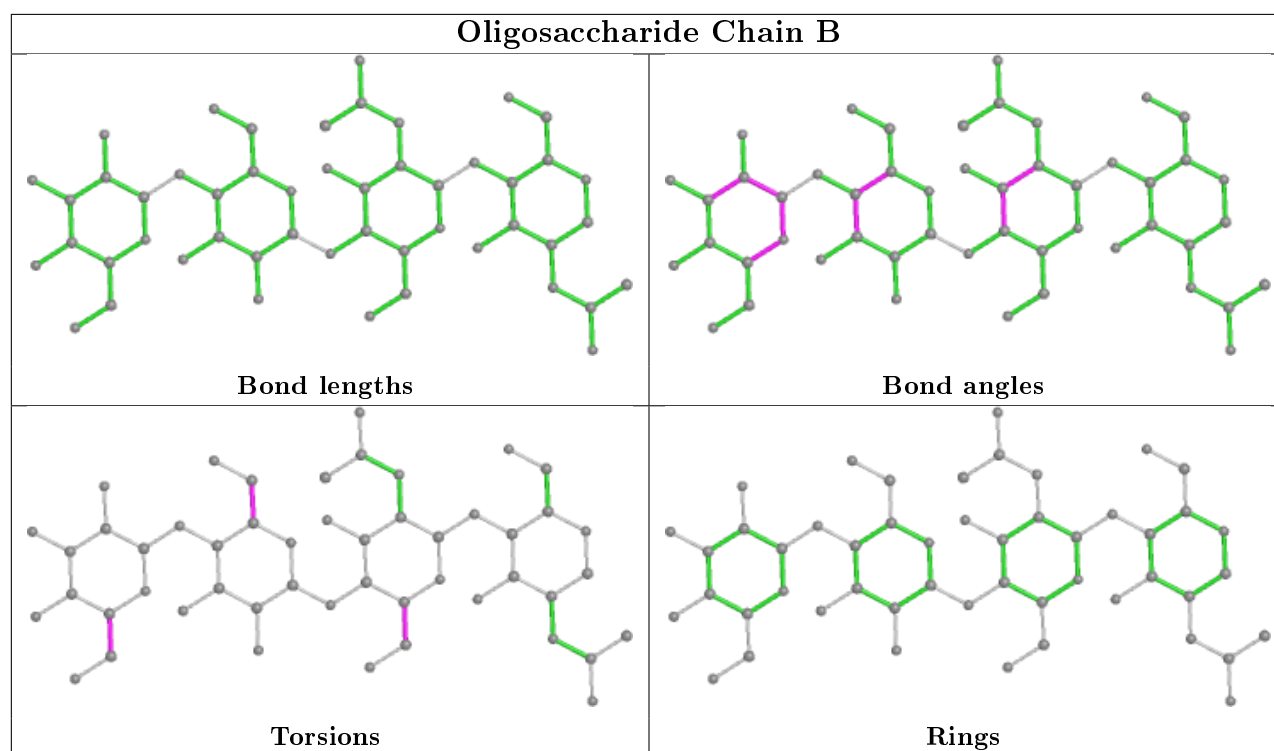 Oligosaccharide Chain B
Bond lengths
Bond angles
Torsions
Rings